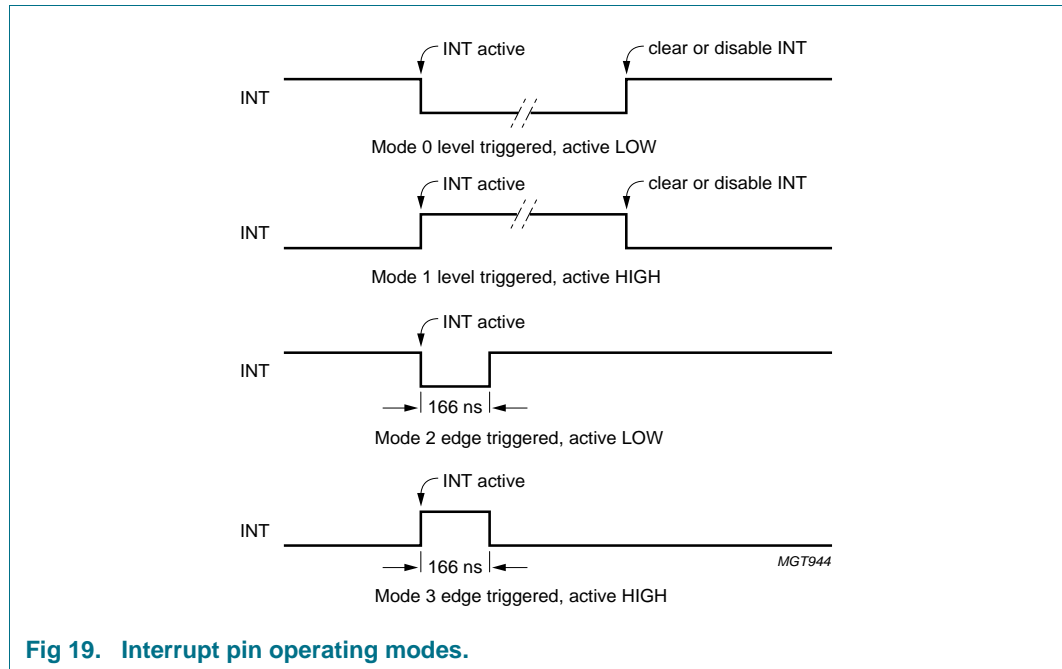 INT active
clear or disable INT
INT
Mode 0 level triggered, active LOW
INT active
clear or disable INT
INT
Mode 1 level triggered, active HIGH
INT active
INT
166 ns
Mode 2 edge triggered, active LOW
INT active
INT
166 ns
MGT944
Mode 3 edge triggered, active HIGH
Fig 19. Interrupt pin operating modes.